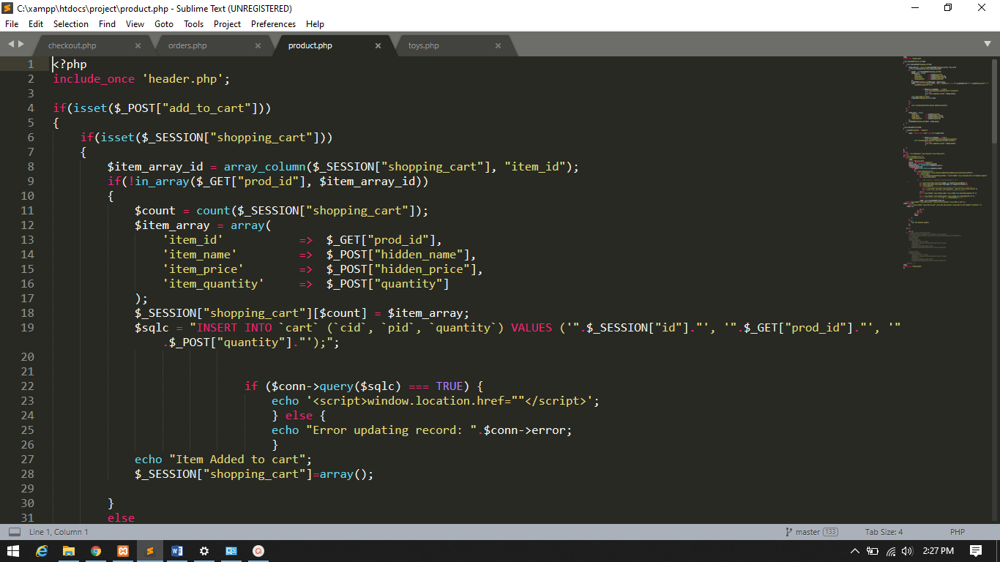 C:\xampp\htdocs\project\product.php - Sublime Text (UNREGISTERED)
File Edit Selection Find View Goto Tools Project Preferences Help
checkout.php orders.php product.php toys.php
1 <?php
2 include_once 'header.php';
3
4 if(isset($_POST["add_to_cart"]))
5 {
6 if(isset($_SESSION["shopping_cart"]))
7 {
8 $item_array_id = array_column($_SESSION["shopping_cart"], "item_id");
9 if(!in_array($_GET["prod_id"], $item_array_id))
10 {
11 $count = count($_SESSION["shopping_cart"]);
12 $item_array = array(
13 'item_id' => $_GET["prod_id"],
14 'item_name' => $_POST["hidden_name"],
15 'item_price' => $_POST["hidden_price"],
16 'item_quantity' => $_POST["quantity"]
17 );
18 $_SESSION["shopping_cart"][$count] = $item_array;
19 $sqlc = "INSERT INTO `cart` (`cid`, `pid`, `quantity`) VALUES ('".$_SESSION["id"]."', '".$_GET["prod_id"]."', '"
.$_POST["quantity"]."');";
20
21
22 if ($conn->query($sqlc) === TRUE) {
23 echo '<script>window.location.href=""</script>';
24 } else {
25 echo "Error updating record: ".$conn->error;
26 }
27 echo "Item Added to cart";
28 $_SESSION["shopping_cart"]=array();
29
30 }
31 else
Line 1, Column 1 master 133 Tab Size: 4 PHP
2:27 PM